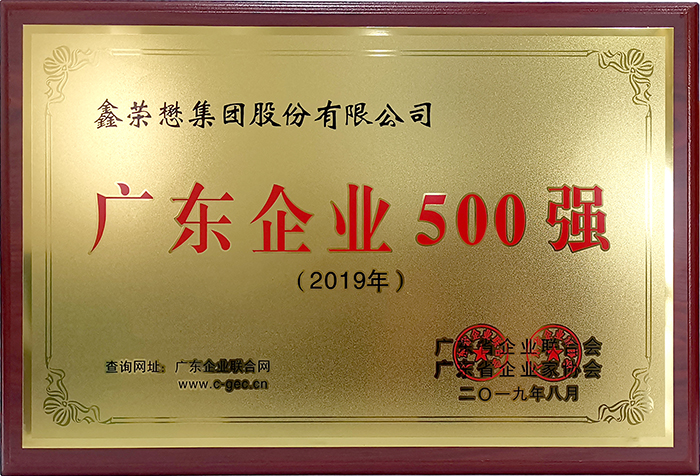 鑫荣懋集团股份有限公司
广东企业500强
（2019年）
查询网址：广东企业联合网
www.c-gec.cn
广东省企业联合会
广东省企业家协会
二〇一九年八月